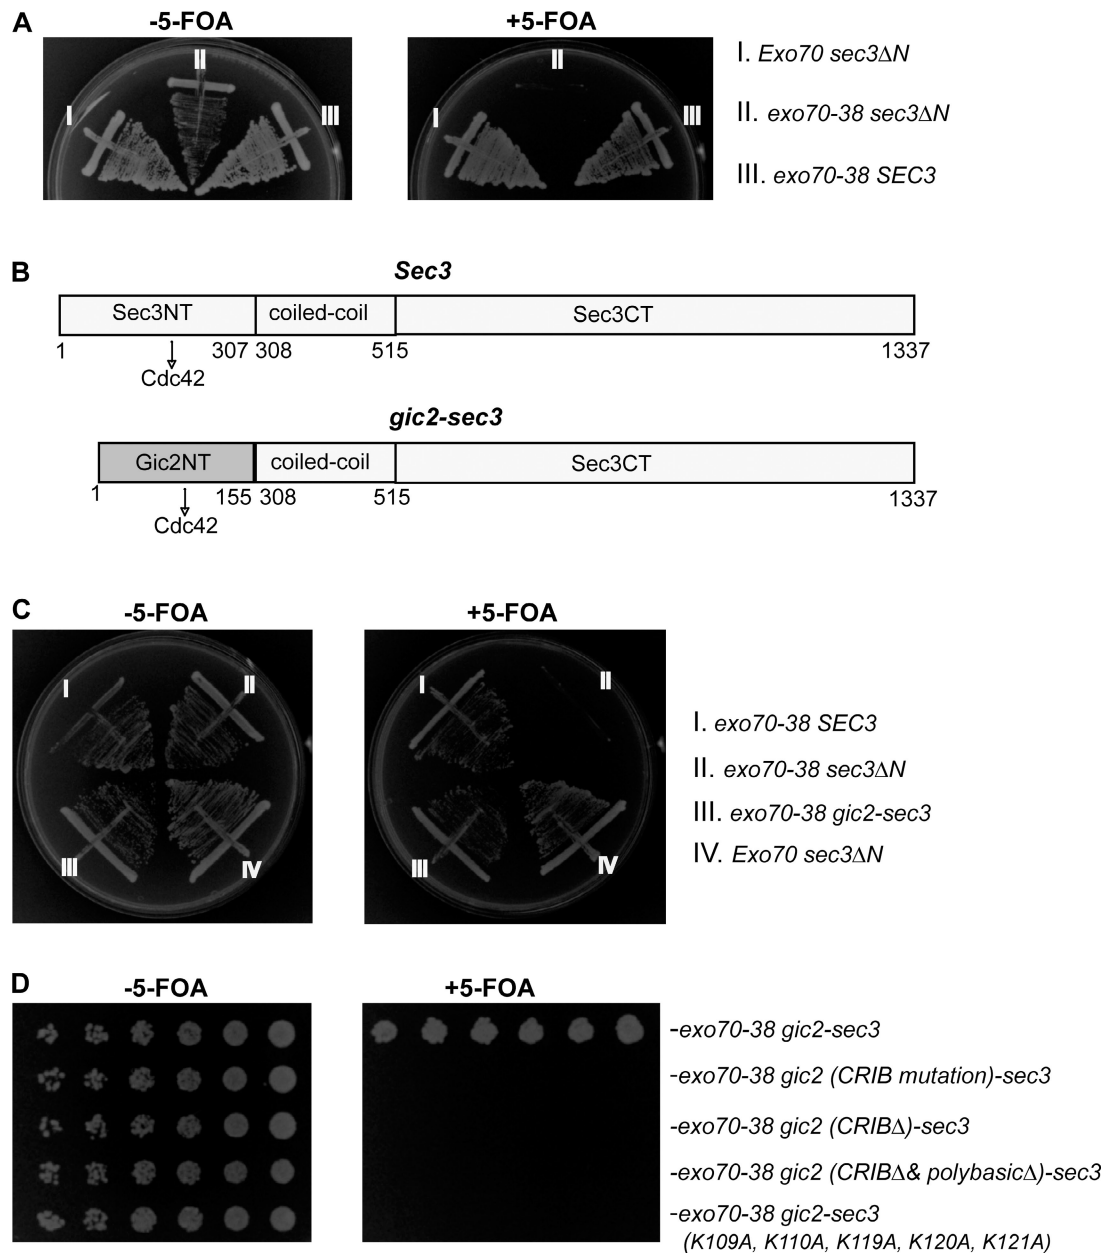 A
-5-FOA
+5-FOA
I
II
III
I
II
III
I. Exo70 sec3ΔN
II. exo70-38 sec3ΔN
III. exo70-38 SEC3
B
Sec3
Sec3NT coiled-coil Sec3CT
1 307 308 515 1337
Cdc42
gic2-sec3
Gic2NT coiled-coil Sec3CT
1 155 308 515 1337
Cdc42
C
-5-FOA
+5-FOA
I
II
III
IV
I
II
III
IV
I. exo70-38 SEC3
II. exo70-38 sec3ΔN
III. exo70-38 gic2-sec3
IV. Exo70 sec3ΔN
D
-5-FOA
+5-FOA
-exo70-38 gic2-sec3
-exo70-38 gic2 (CRIB mutation)-sec3
-exo70-38 gic2 (CRIBΔ)-sec3
-exo70-38 gic2 (CRIBΔ& polybasicΔ)-sec3
-exo70-38 gic2-sec3
(K109A, K110A, K119A, K120A, K121A)